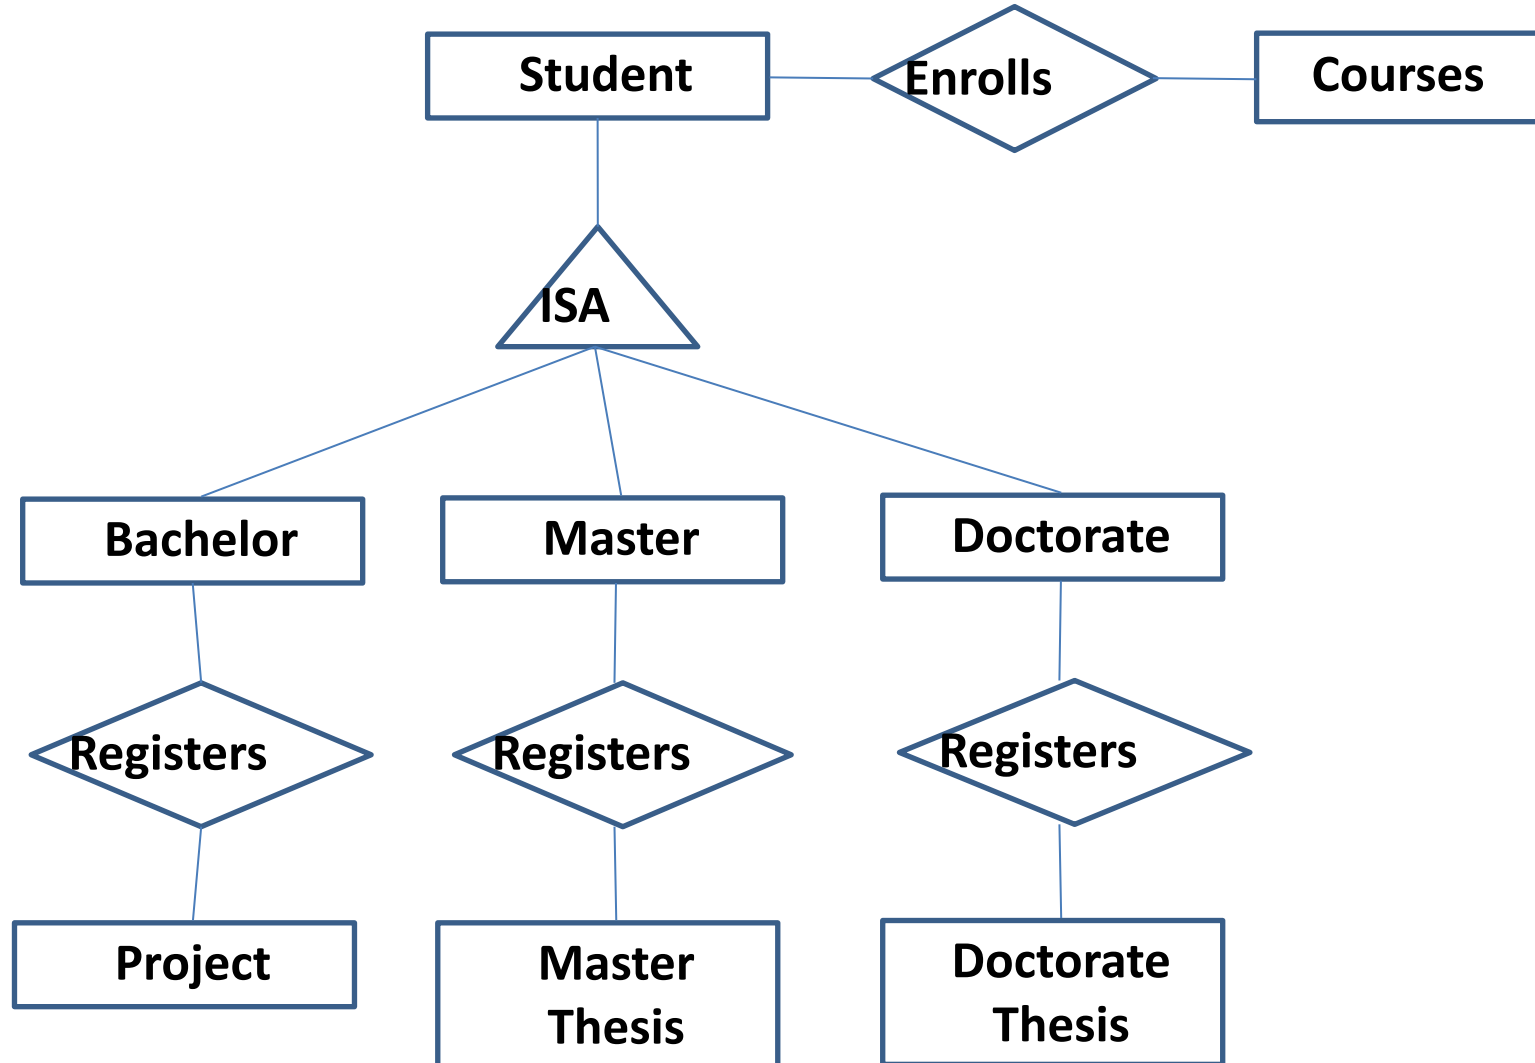 Student
Enrolls
Courses
ISA
Bachelor
Master
Doctorate
Registers
Registers
Registers
Project
Master
Thesis
Doctorate
Thesis